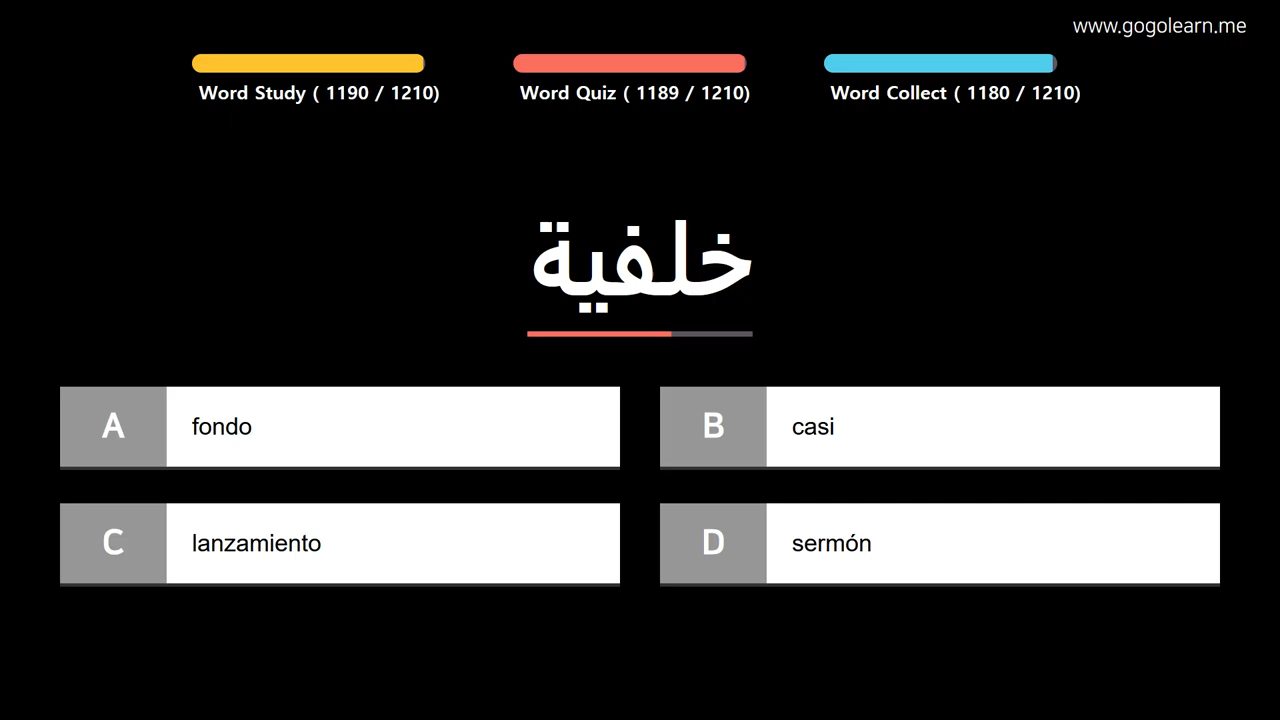 www.gogolearn.me
Word Study ( 1190 / 1210)
Word Quiz ( 1189 / 1210)
Word Collect ( 1180 / 1210)
خلفية
A fondo
B casi
C lanzamiento
D sermón